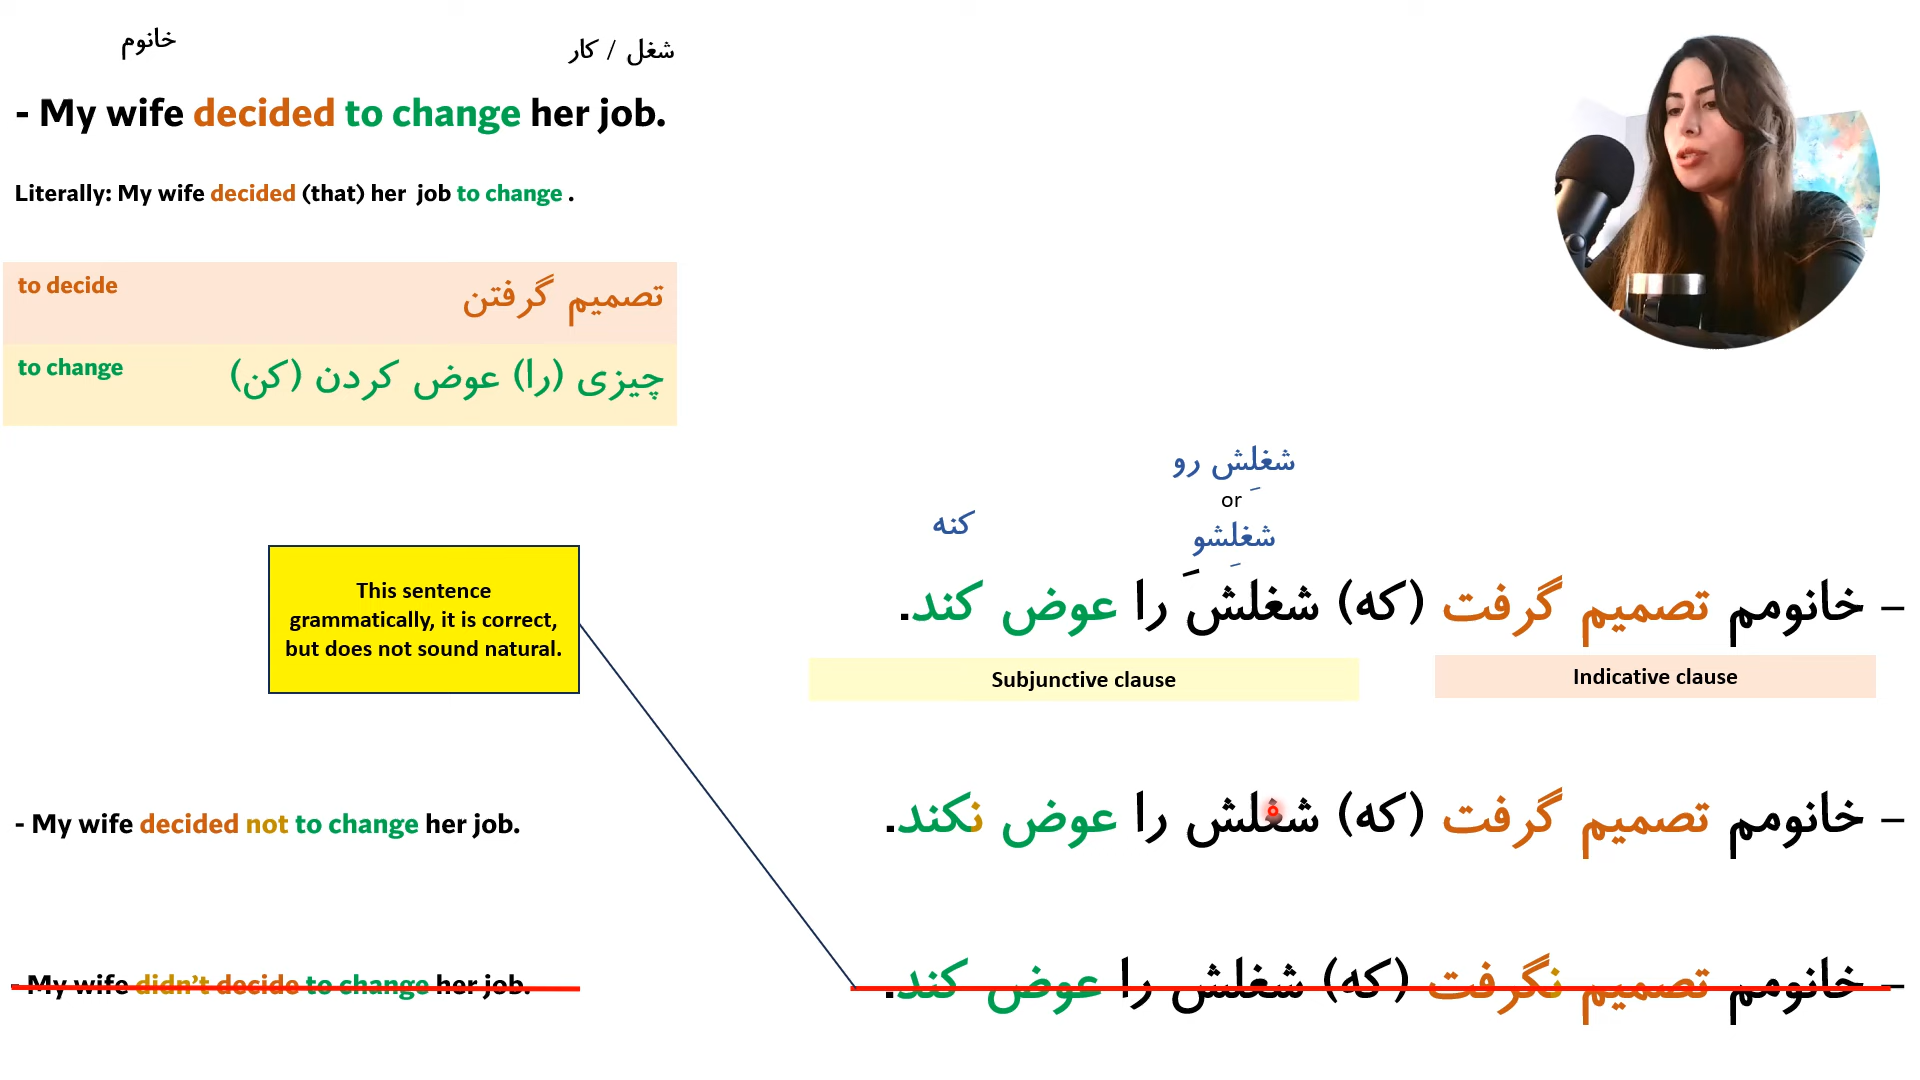 خانوم
شغل / کار
- My wife decided to change her job.
Literally: My wife decided (that) her job to change .
to decide
تصمیم گرفتن
to change
چیزی (را) عوض کردن (کن)
شغلِش رو
or
شغلِشو
کنه
– خانومم تصمیم گرفت (که) شغلَش را عوض کند.
Subjunctive clause
Indicative clause
This sentence
grammatically, it is correct,
but does not sound natural.
- My wife decided not to change her job.
– خانومم تصمیم گرفت (که) شغلش را عوض نکند.
- My wife didn’t decide to change her job.
– خانومم تصمیم نگرفت (که) شغلش را عوض کند.